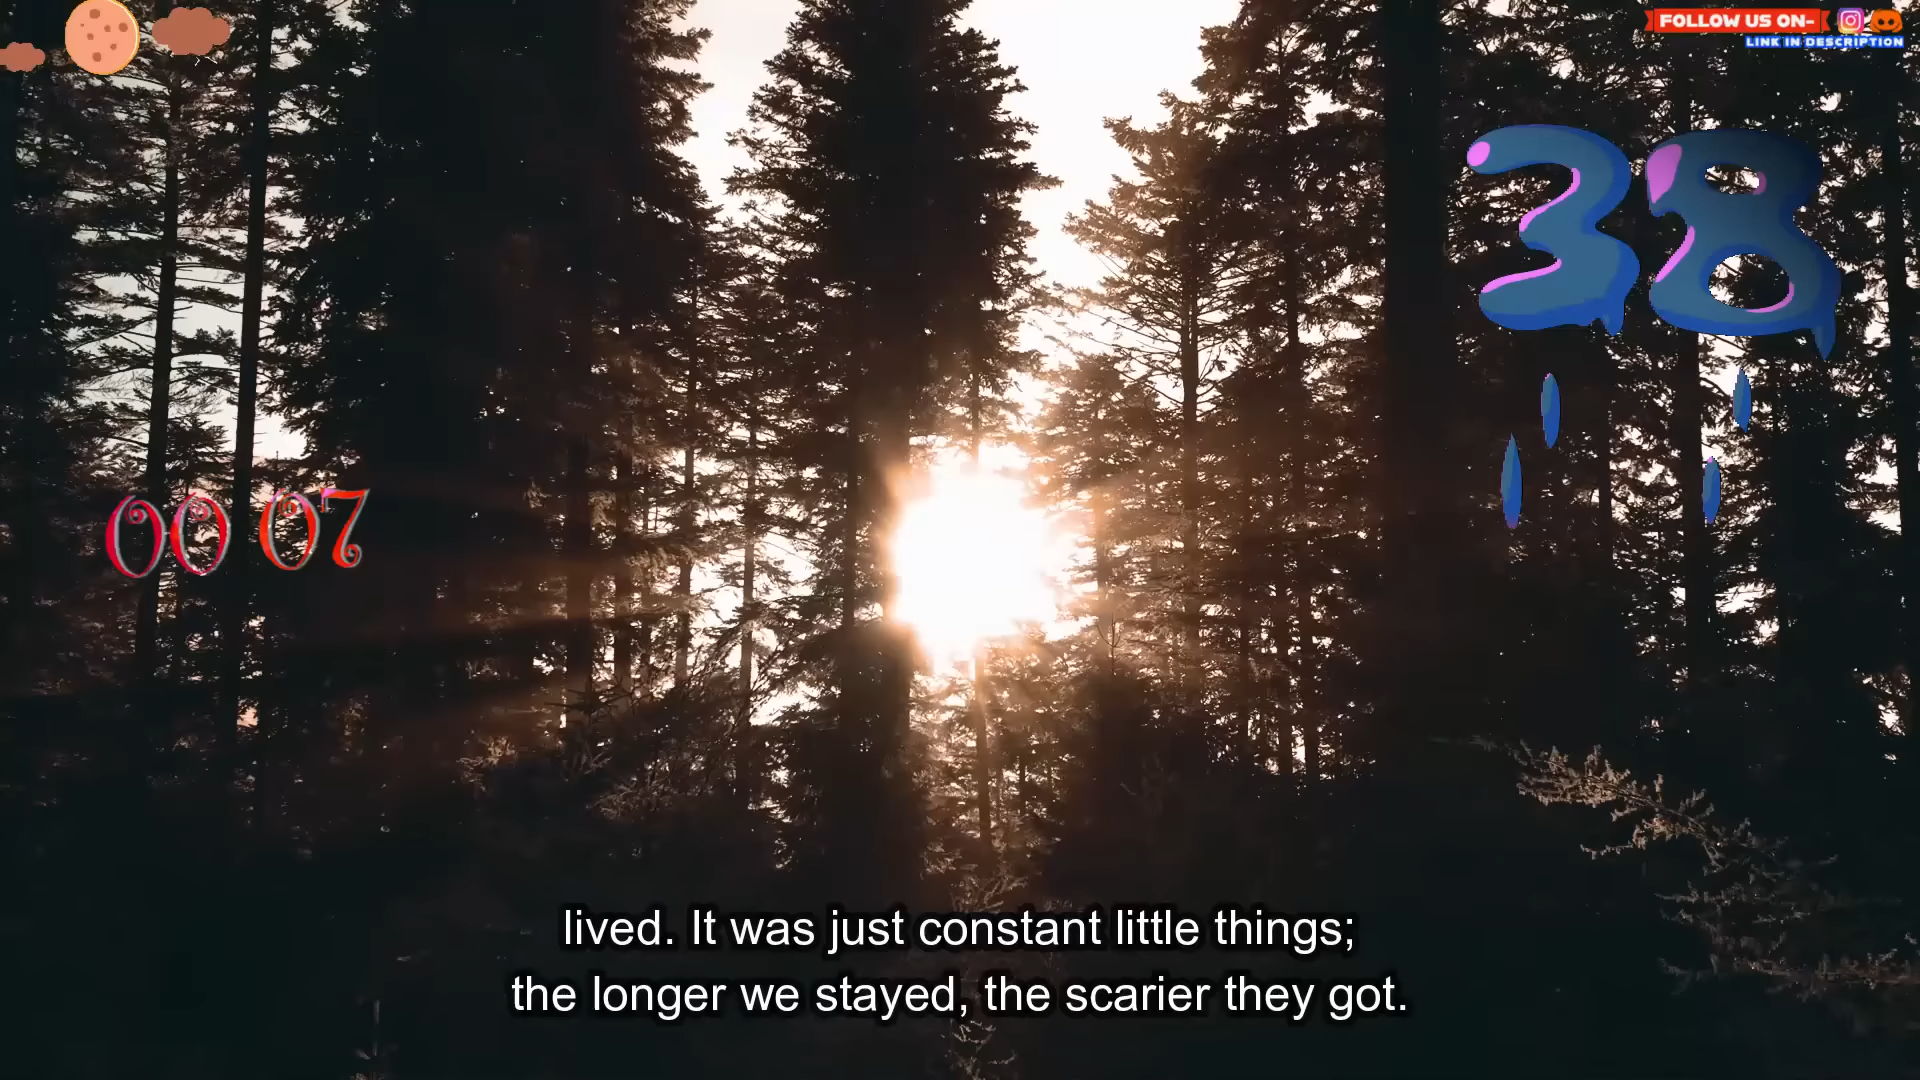 FOLLOW US ON-
LINK IN DESCRIPTION
38
00 07
lived. It was just constant little things;
the longer we stayed, the scarier they got.